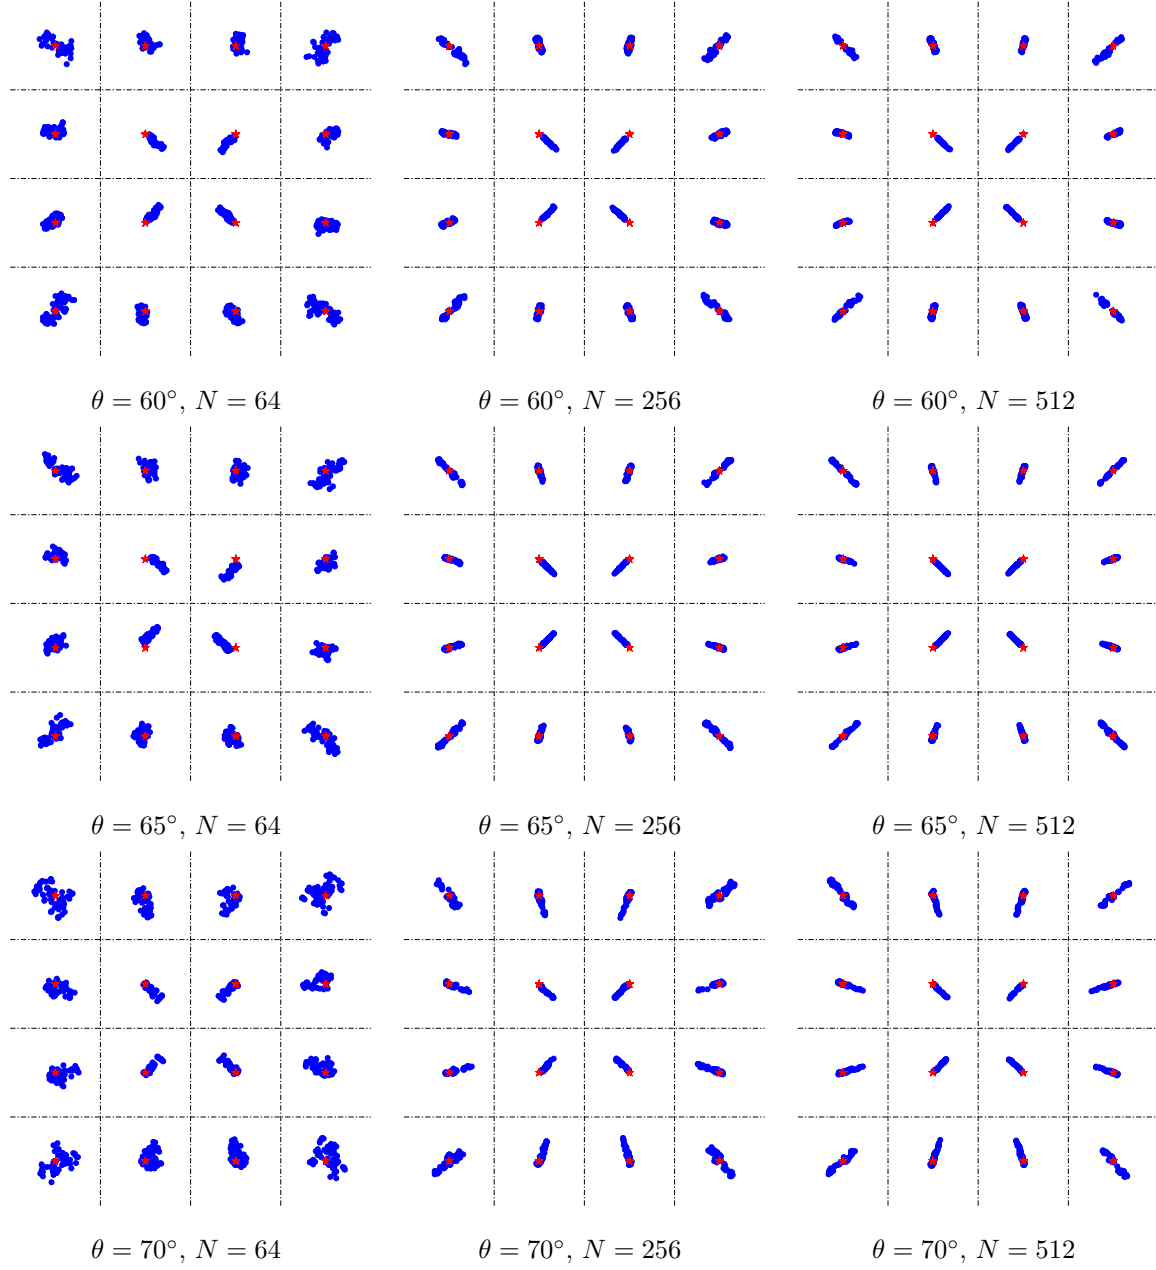 θ = 60°, N = 64
θ = 60°, N = 256
θ = 60°, N = 512
θ = 65°, N = 64
θ = 65°, N = 256
θ = 65°, N = 512
θ = 70°, N = 64
θ = 70°, N = 256
θ = 70°, N = 512